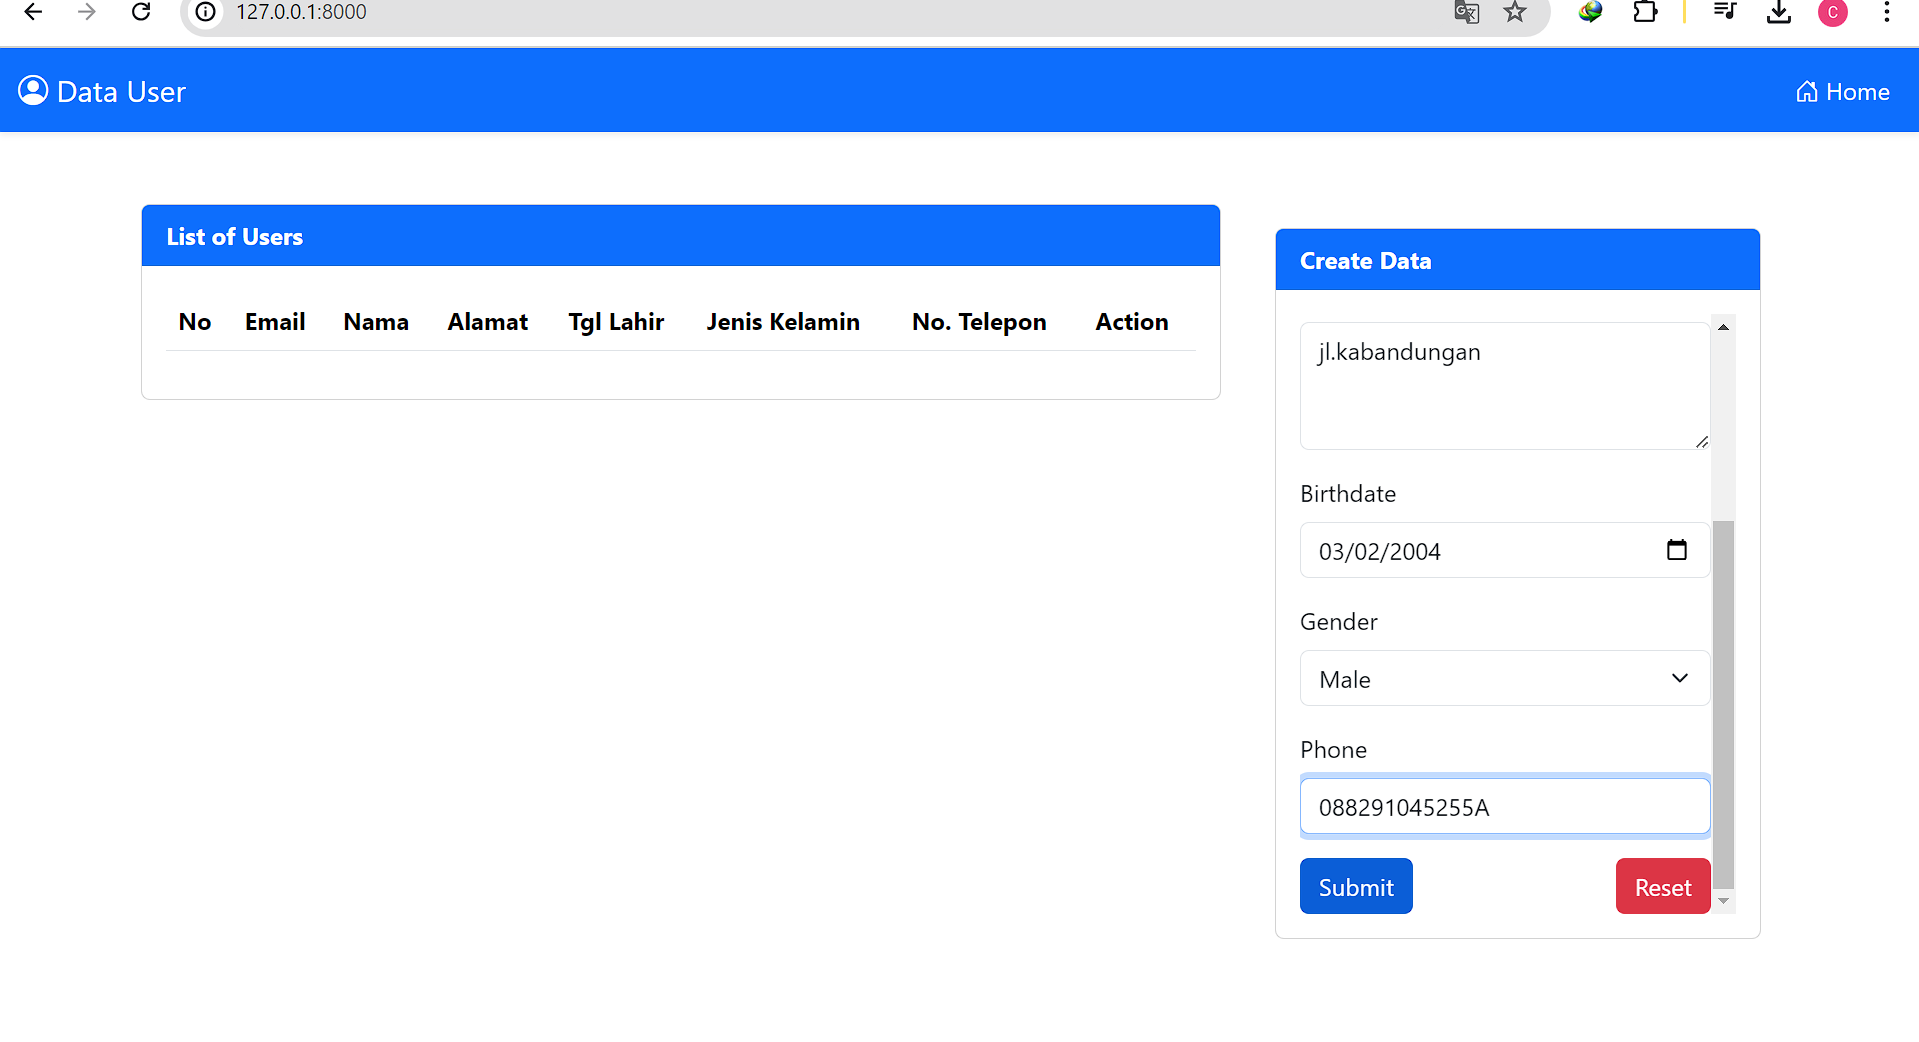 127.0.0.1:8000
C
Data User
Home
List of Users
No Email Nama Alamat Tgl Lahir Jenis Kelamin No. Telepon Action
Create Data
jl.kabandungan
Birthdate
03/02/2004
Gender
Male
Phone
088291045255A
Submit Reset